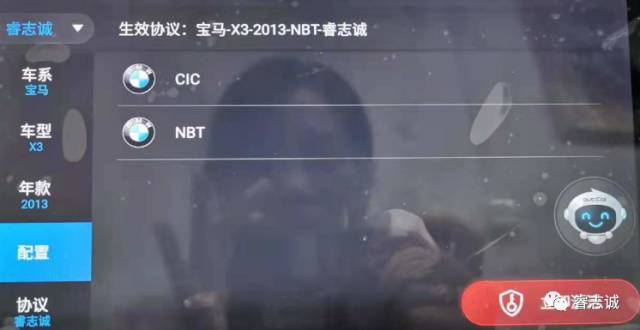 睿志诚
生效协议：宝马-X3-2013-NBT-睿志诚
车系
宝马
CIC
车型
X3
NBT
年款
2013
配置
协议
睿志诚
睿志诚